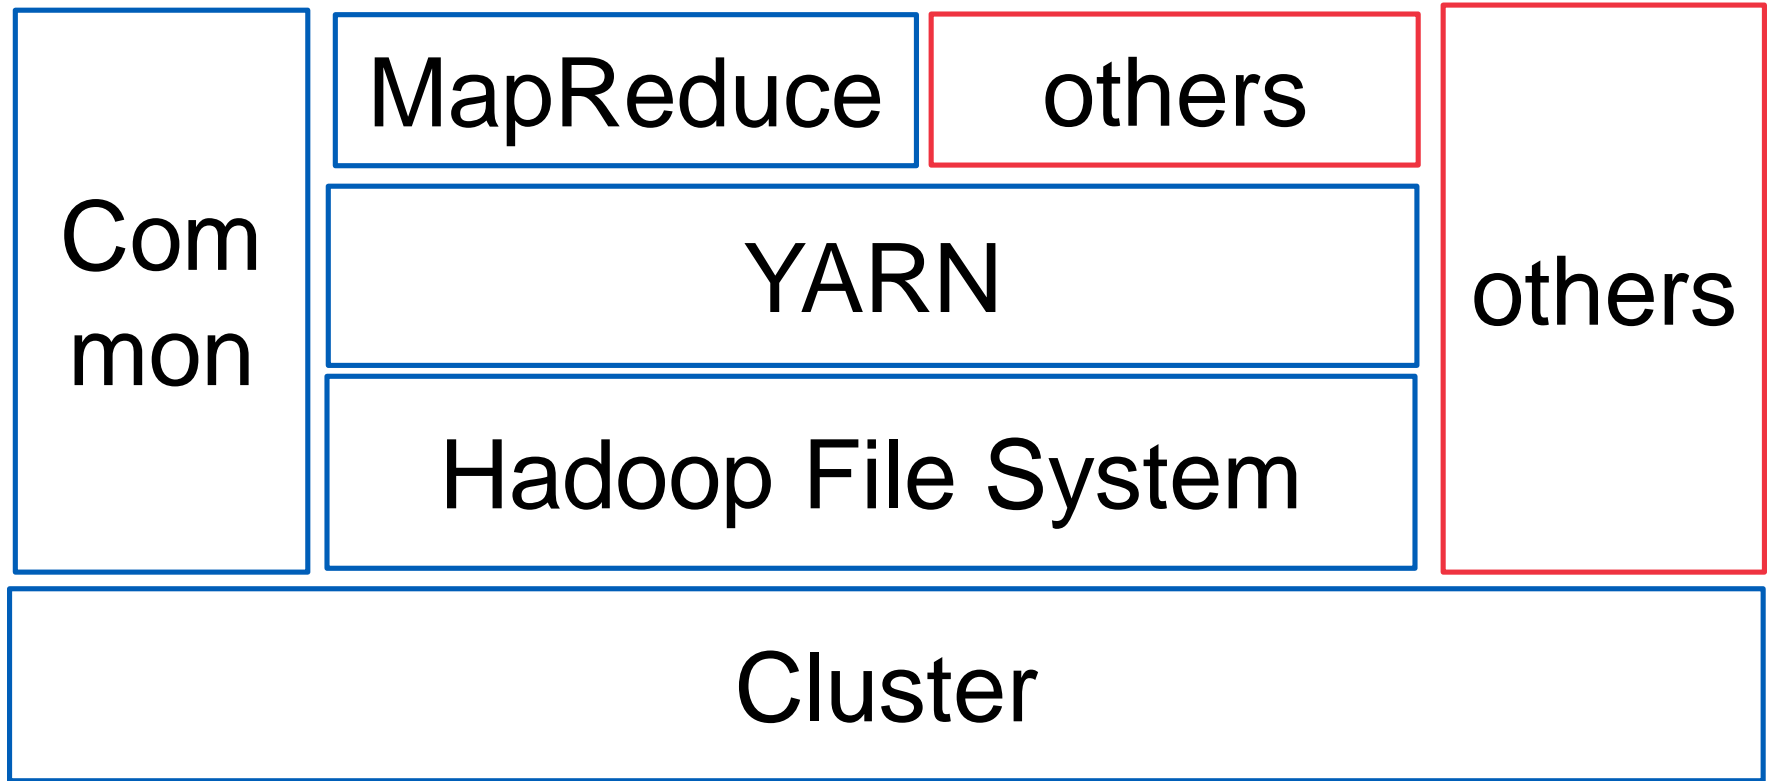 MapReduce
others
Com
mon
YARN
others
Hadoop File System
Cluster